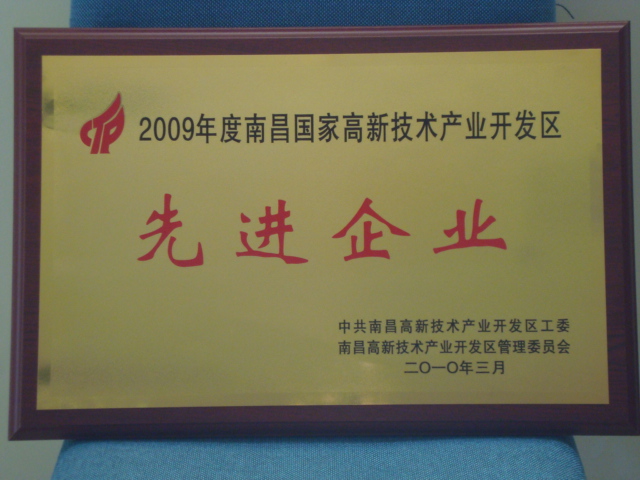 2009年度南昌国家高新技术产业开发区
先进企业
中共南昌高新技术产业开发区工委
南昌高新技术产业开发区管理委员会
二〇一〇年三月